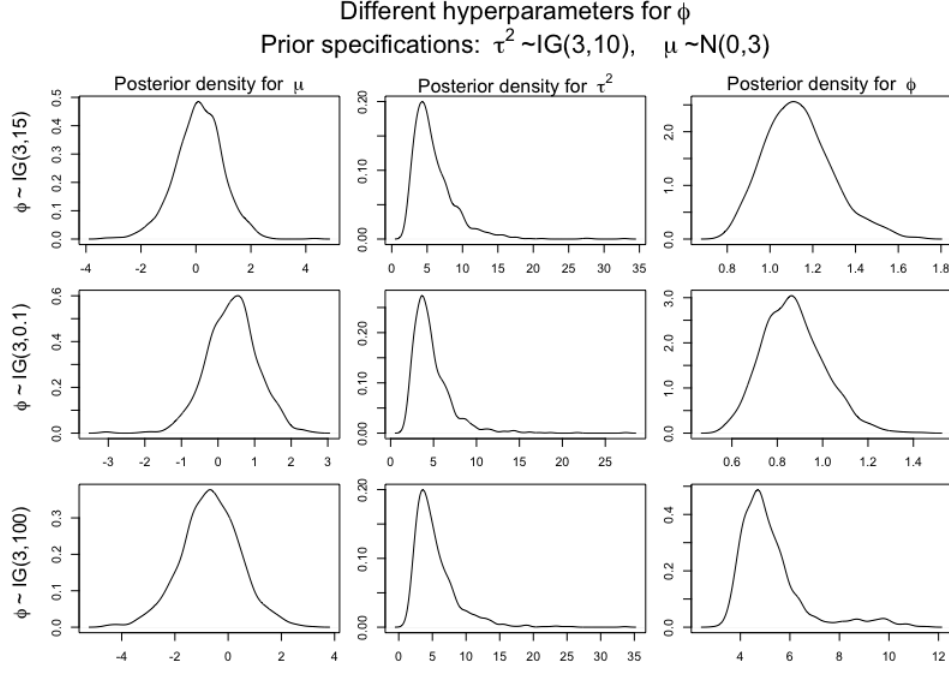 Different hyperparameters for ϕ
Prior specifications: τ² ~IG(3,10), μ ~N(0,3)
Posterior density for μ
Posterior density for τ²
Posterior density for ϕ
ϕ ~ IG(3,15)
0.0 0.1 0.2 0.3 0.4 0.5
-4 -2 0 2 4
0.00 0.10 0.20
0 5 10 15 20 25 30 35
0.0 1.0 2.0
0.8 1.0 1.2 1.4 1.6 1.8
ϕ ~ IG(3,0.1)
0.0 0.2 0.4 0.6
-3 -2 -1 0 1 2 3
0.00 0.10 0.20
0 5 10 15 20 25
0.0 1.0 2.0 3.0
0.6 0.8 1.0 1.2 1.4
ϕ ~ IG(3,100)
0.0 0.1 0.2 0.3
-4 -2 0 2 4
0.00 0.10 0.20
0 5 10 15 20 25 30 35
0.0 0.2 0.4
4 6 8 10 12